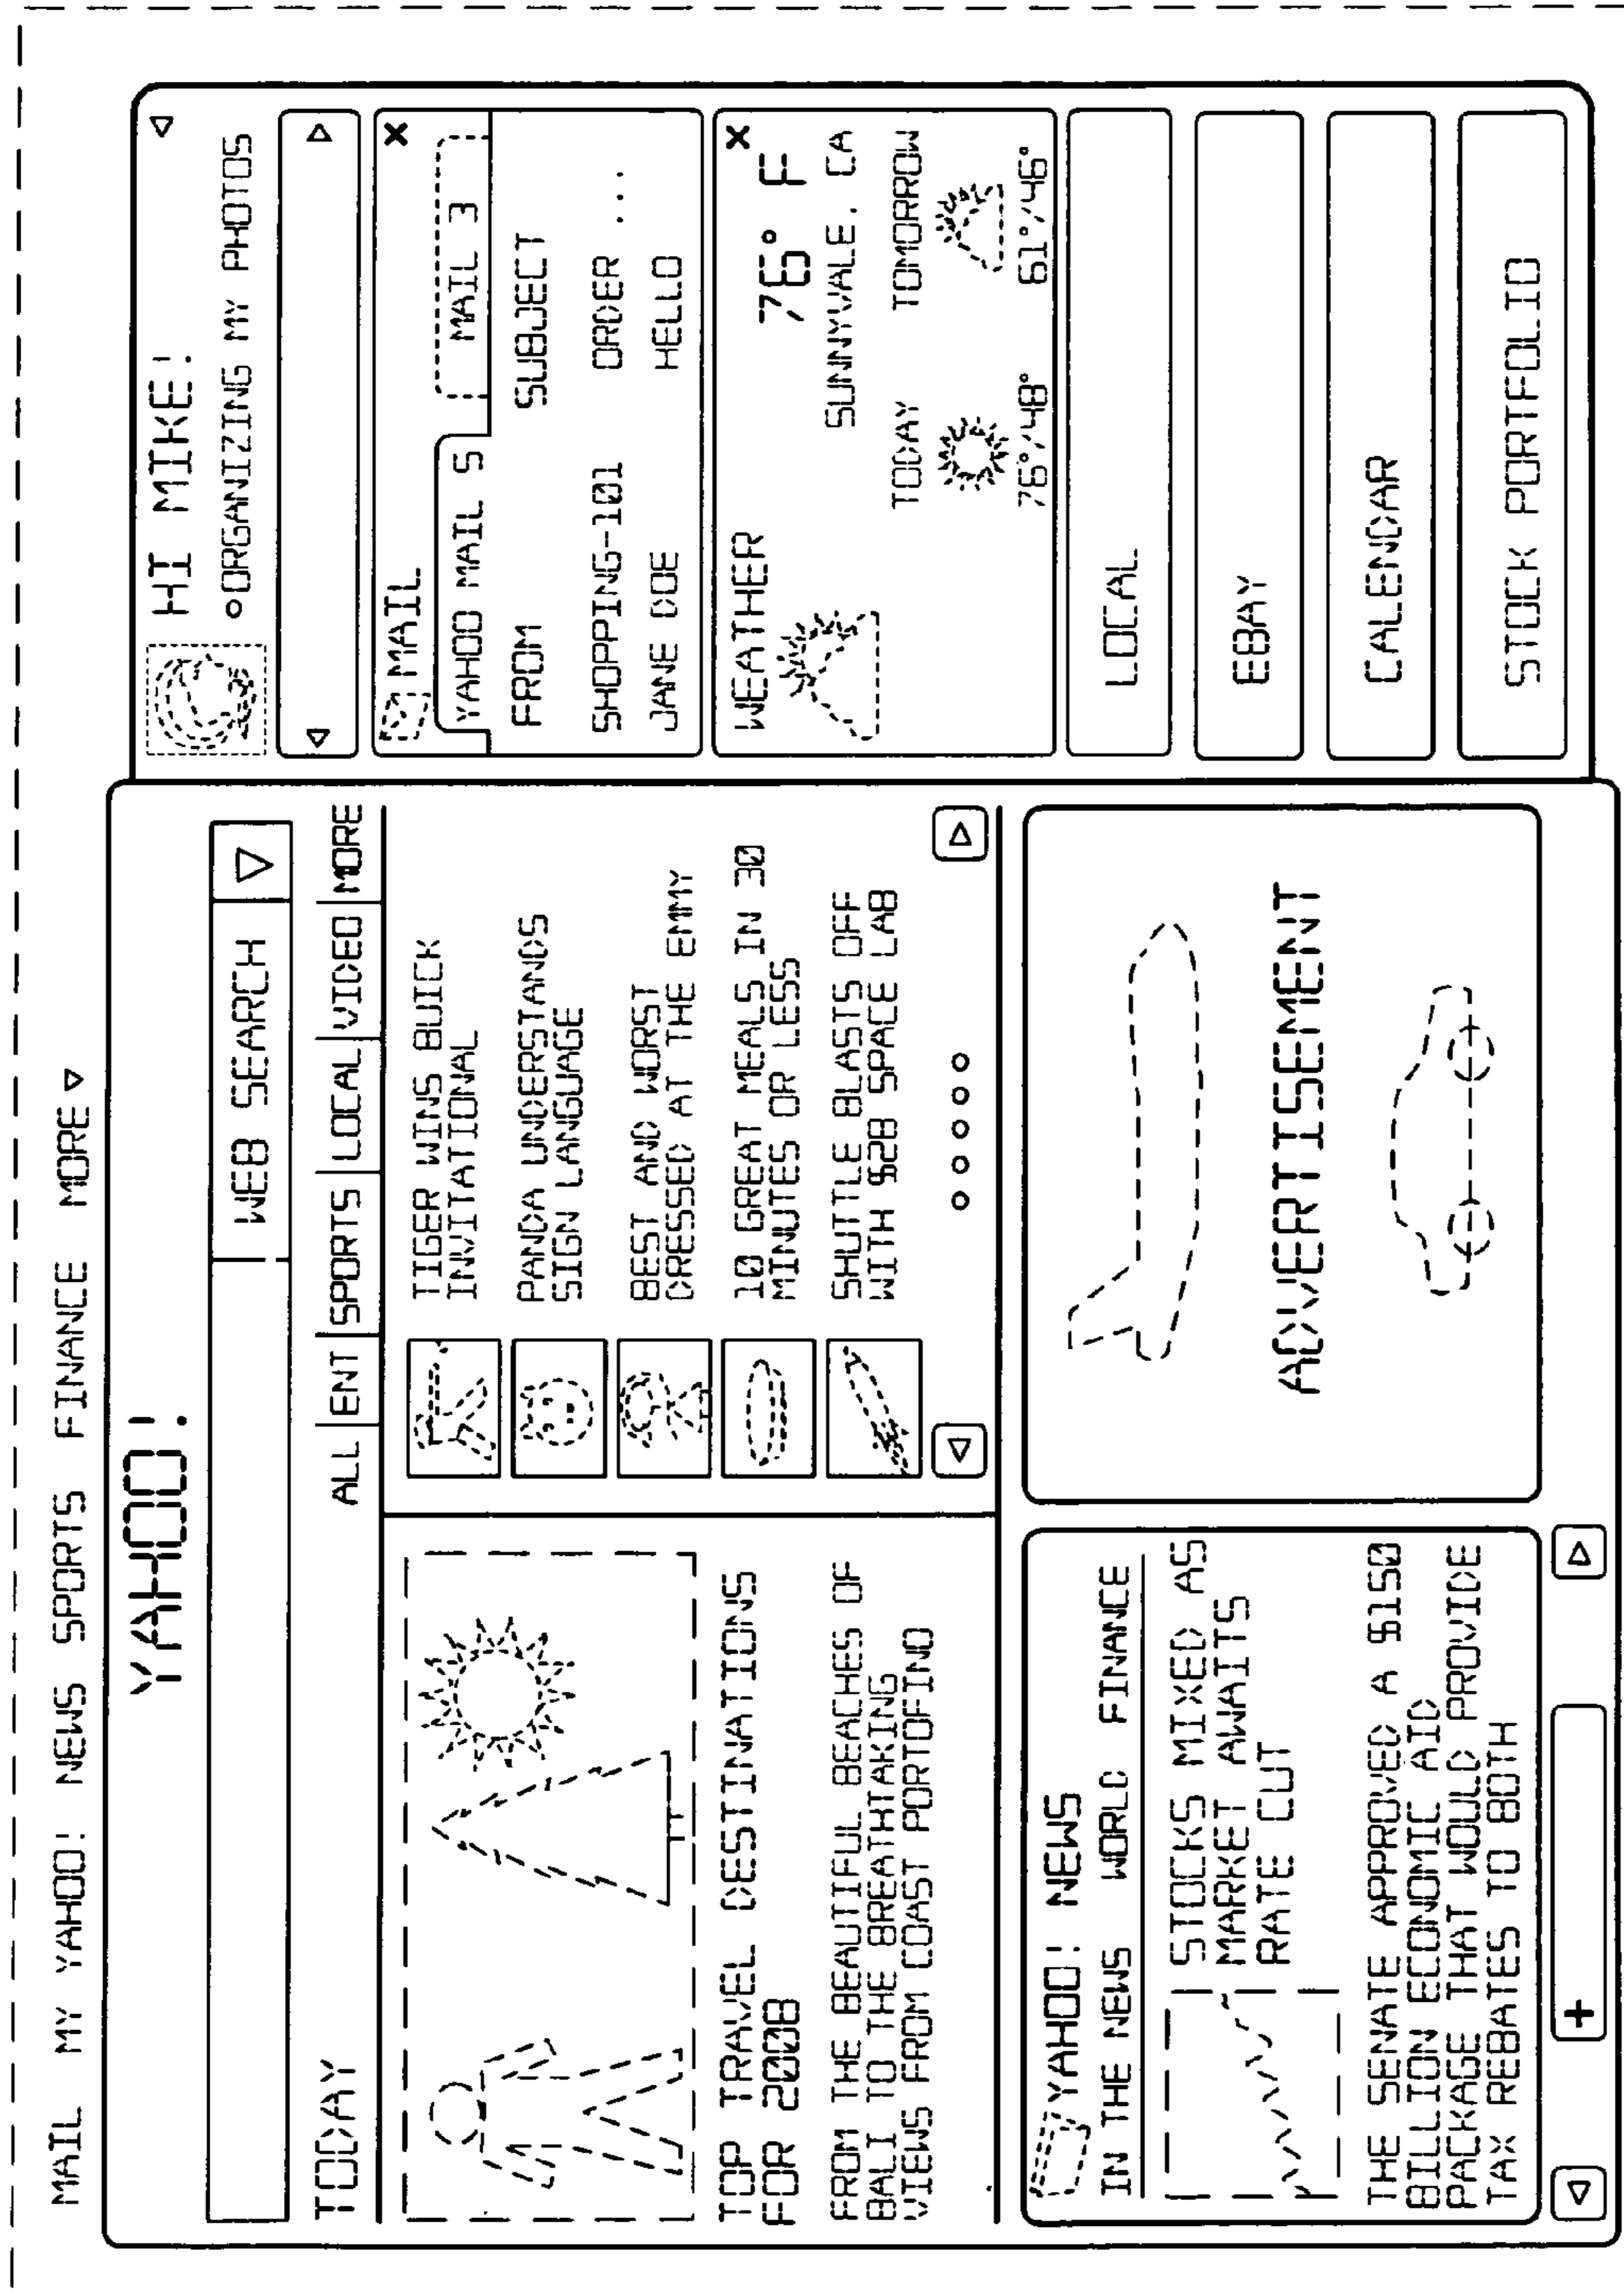 MAIL MY YAHOO! NEWS SPORTS FINANCE MORE
YAHOO!
WEB SEARCH
TODAY
ALL ENT SPORTS LOCAL VIDEO MORE
TOP TRAVEL DESTINATIONS
FOR 2008
FROM THE BEAUTIFUL BEACHES OF
BALI TO THE BREATHTAKING
VIEWS FROM COAST PORTOFINO
TIGER WINS BUICK
INVITATIONAL
PANDA UNDERSTANDS
SIGN LANGUAGE
BEST AND WORST
DRESSED AT THE EMMY
10 GREAT MEALS IN 30
MINUTES OR LESS
SHUTTLE BLASTS OFF
WITH $2B SPACE LAB
YAHOO! NEWS
IN THE NEWS WORLD FINANCE
STOCKS MIXED AS
MARKET AWAITS
RATE CUT
THE SENATE APPROVED A $150
BILLION ECONOMIC AID
PACKAGE THAT WOULD PROVIDE
TAX REBATES TO BOTH
+
ADVERTISEMENT
HI MIKE!
ORGANIZING MY PHOTOS
MAIL X
YAHOO MAIL 5 MAIL 3
FROM SUBJECT
SHOPPING-101 ORDER ...
JANE DOE HELLO
WEATHER X
76° F
SUNNYVALE, CA
TODAY TOMORROW
76°/48° 61°/46°
LOCAL
EBAY
CALENDAR
STOCK PORTFOLIO